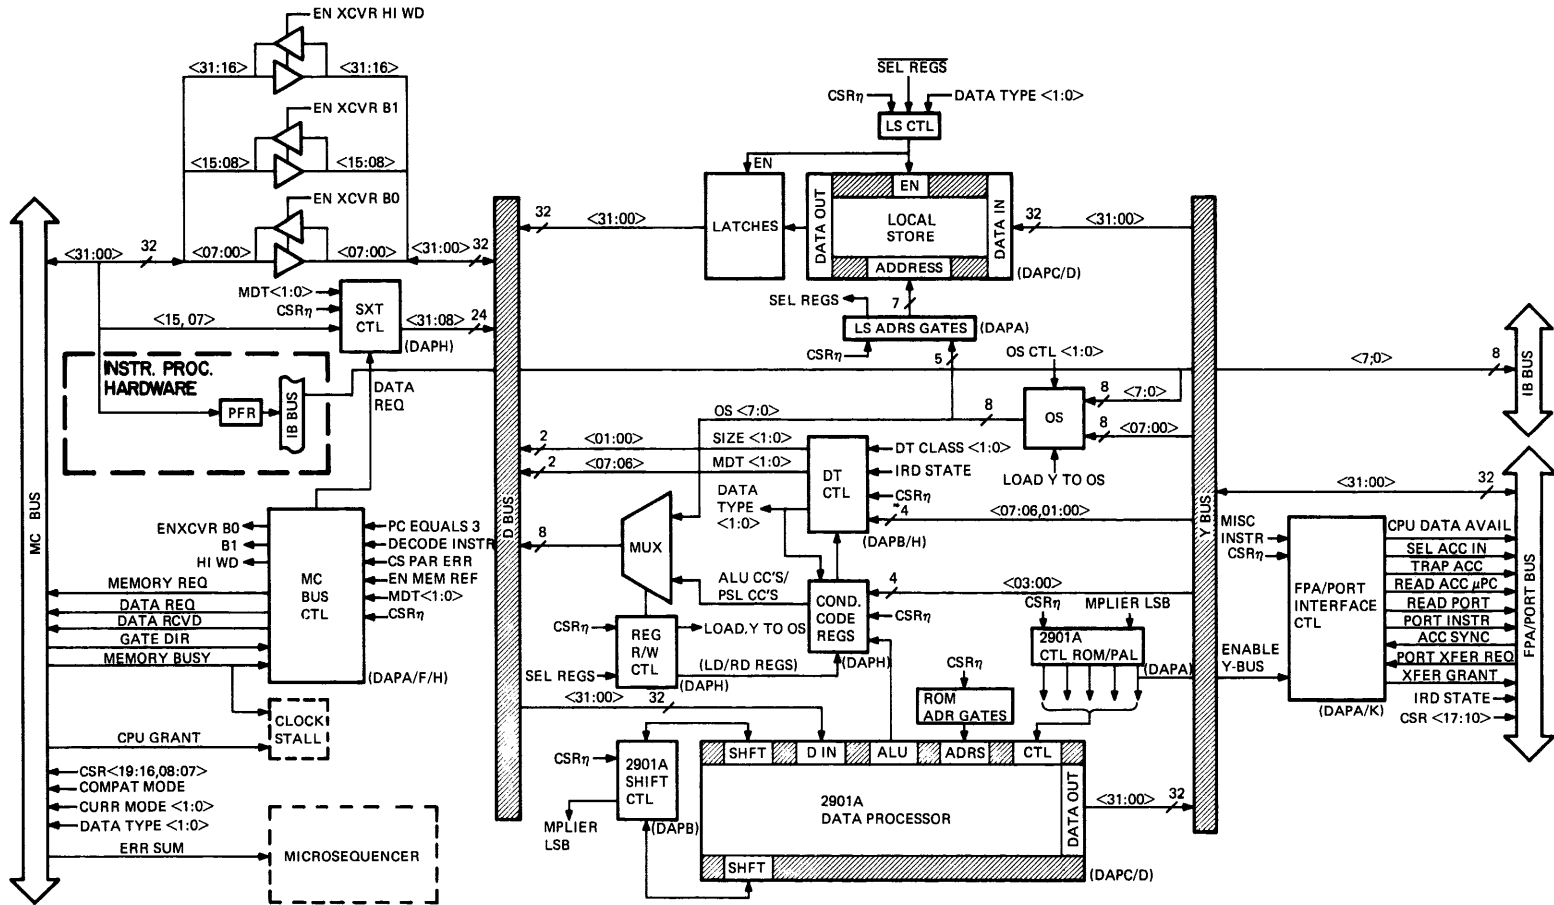 EN XCVR HI WD
<31:16>
<31:16>
EN XCVR B1
<15:08>
<15:08>
EN XCVR B0
<31:00>
32
<07:00>
<07:00>
<31:00>
32
MC BUS
MDT<1:0>
CSRη
<15, 07>
SXT
CTL
(DAPH)
<31:08>
24
INSTR. PROC.
HARDWARE
PFR
IB BUS
DATA
REQ
ENXCVR B0
B1
HI WD
MEMORY REQ
DATA REQ
DATA RCVD
GATE DIR
MEMORY BUSY
MC
BUS
CTL
PC EQUALS 3
DECODE INSTR
CS PAR ERR
EN MEM REF
MDT<1:0>
CSRη
(DAPA/F/H)
CLOCK
STALL
CPU GRANT
CSR<19:16,08:07>
COMPAT MODE
CURR MODE <1:0>
DATA TYPE <1:0>
ERR SUM
MICROSEQUENCER
D BUS
SEL REGS
CSRη
DATA TYPE <1:0>
LS CTL
EN
LATCHES
32
<31:00>
DATA OUT
EN
LOCAL
STORE
ADDRESS
DATA IN
(DAPC/D)
32
<31:00>
SEL REGS
7
LS ADRS GATES
(DAPA)
CSRη
5
OS CTL <1:0>
OS <7:0>
8
OS
8
<7:0>
8
<07:00>
LOAD Y TO OS
2
<01:00>
SIZE <1:0>
2
<07:06>
MDT <1:0>
DT
CTL
DT CLASS <1:0>
IRD STATE
CSRη
4
<07:06,01:00>
(DAPB/H)
DATA
TYPE
<1:0>
8
MUX
ALU CC'S/
PSL CC'S
COND.
CODE
REGS
4
<03:00>
CSRη
(DAPH)
CSRη
REG
R/W
CTL
LOAD,Y TO OS
(LD/RD REGS)
SEL REGS
(DAPH)
<31:00>
32
CSRη
MPLIER LSB
2901A
CTL ROM/PAL
(DAPA)
CSRη
ROM
ADR GATES
CSRη
2901A
SHIFT
CTL
(DAPB)
MPLIER
LSB
SHFT
D IN
ALU
ADRS
CTL
2901A
DATA PROCESSOR
DATA OUT
SHFT
(DAPC/D)
<31:00>
32
Y BUS
<7;0>
8
IB BUS
<31:00>
32
FPA/PORT BUS
MISC
INSTR
CSRη
ENABLE
Y-BUS
FPA/PORT
INTERFACE
CTL
(DAPA/K)
CPU DATA AVAIL
SEL ACC IN
TRAP ACC
READ ACC μPC
READ PORT
PORT INSTR
ACC SYNC
PORT XFER REQ
XFER GRANT
IRD STATE
CSR <17:10>